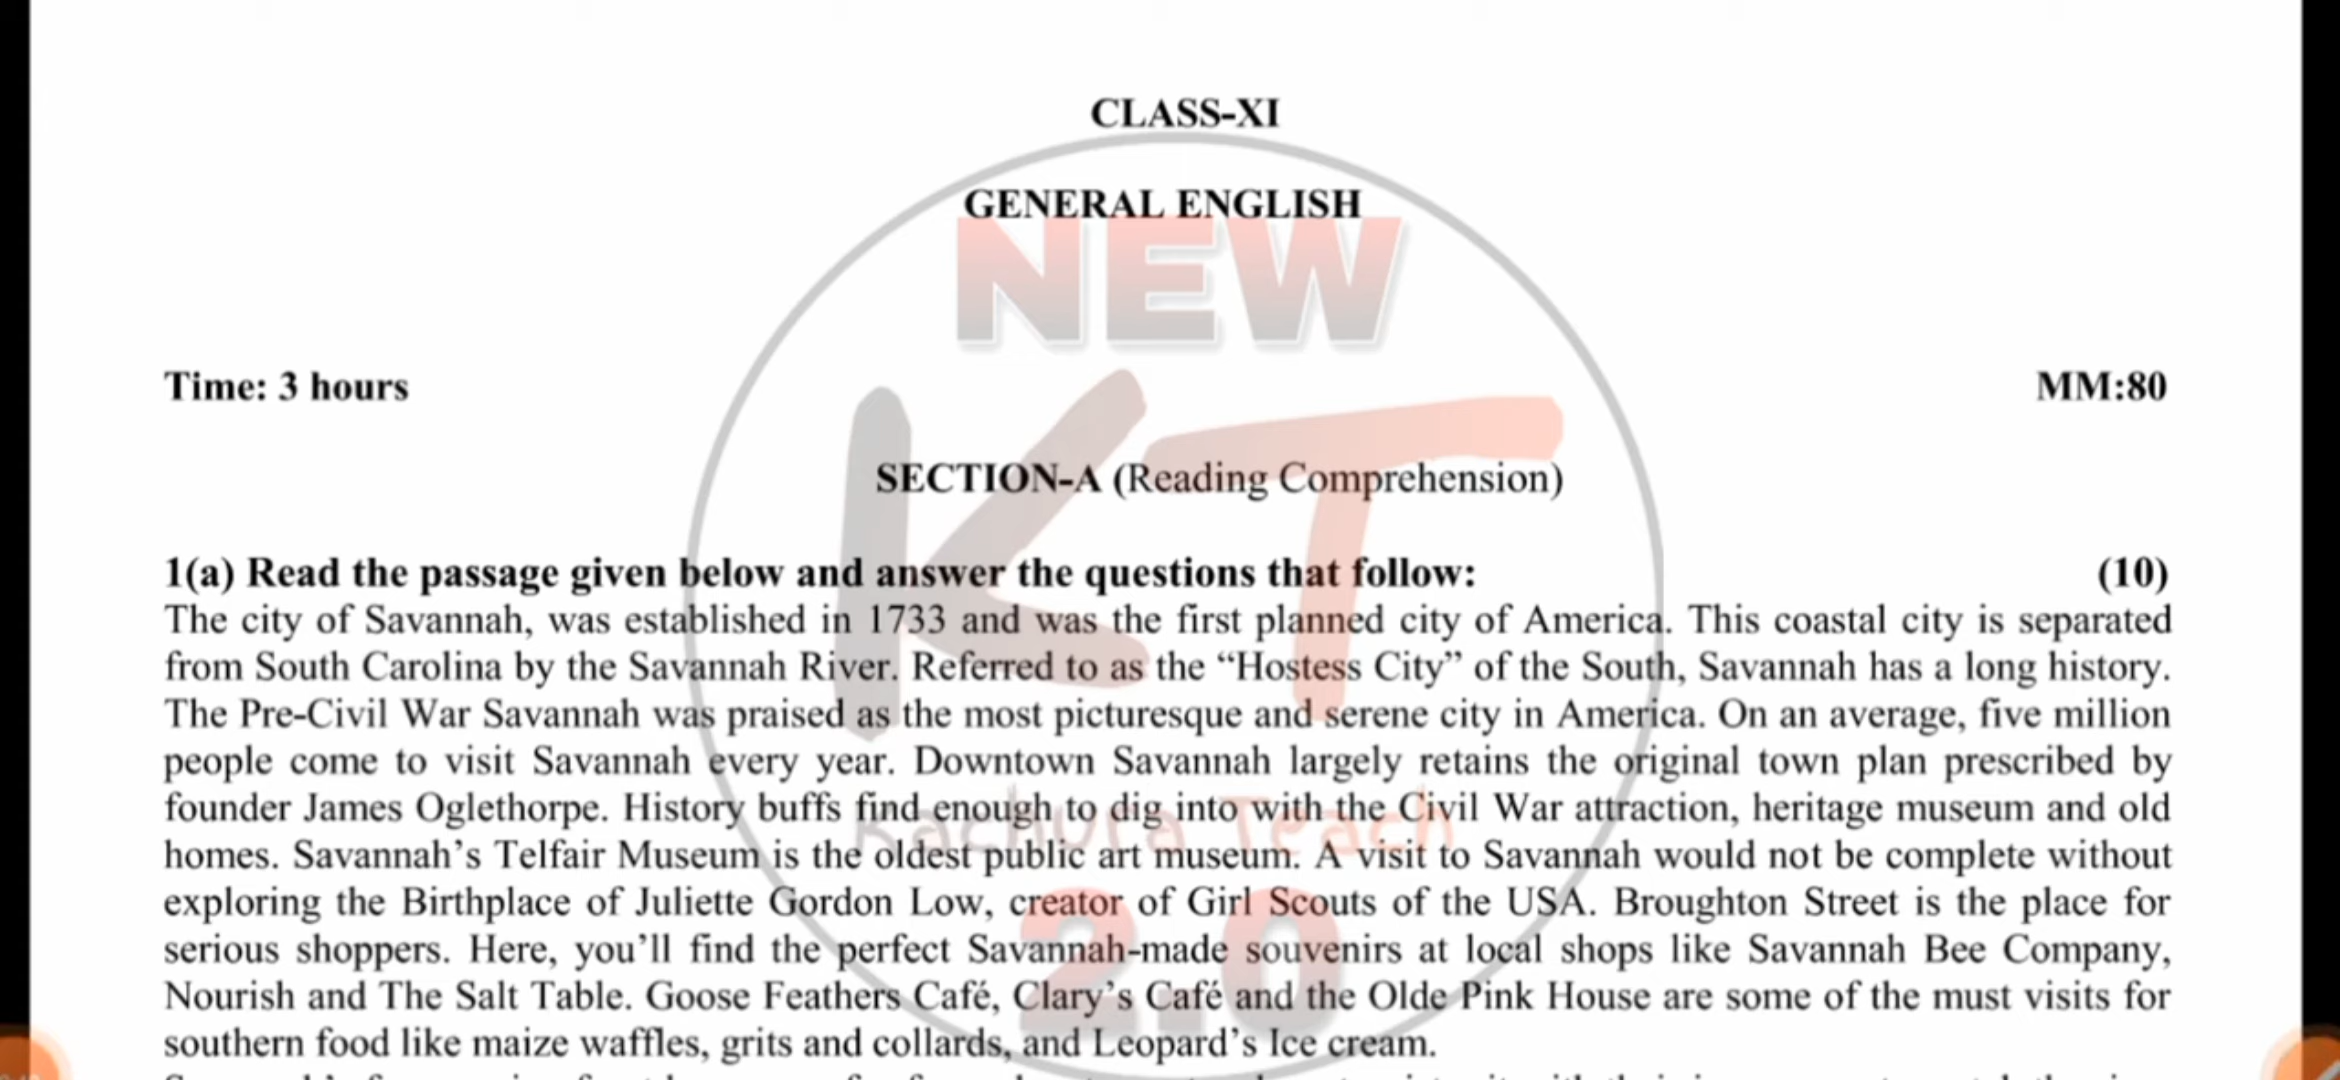 CLASS-XI
GENERAL ENGLISH
NEW
KT
Time: 3 hours
MM:80
SECTION-A (Reading Comprehension)
1(a) Read the passage given below and answer the questions that follow: (10)
The city of Savannah, was established in 1733 and was the first planned city of America. This coastal city is separated
from South Carolina by the Savannah River. Referred to as the “Hostess City” of the South, Savannah has a long history.
The Pre-Civil War Savannah was praised as the most picturesque and serene city in America. On an average, five million
people come to visit Savannah every year. Downtown Savannah largely retains the original town plan prescribed by
founder James Oglethorpe. History buffs find enough to dig into with the Civil War attraction, heritage museum and old
homes. Savannah’s Telfair Museum is the oldest public art museum. A visit to Savannah would not be complete without
exploring the Birthplace of Juliette Gordon Low, creator of Girl Scouts of the USA. Broughton Street is the place for
serious shoppers. Here, you’ll find the perfect Savannah-made souvenirs at local shops like Savannah Bee Company,
Nourish and The Salt Table. Goose Feathers Café, Clary’s Café and the Olde Pink House are some of the must visits for
southern food like maize waffles, grits and collards, and Leopard’s Ice cream.
Kachura Teach
2.0